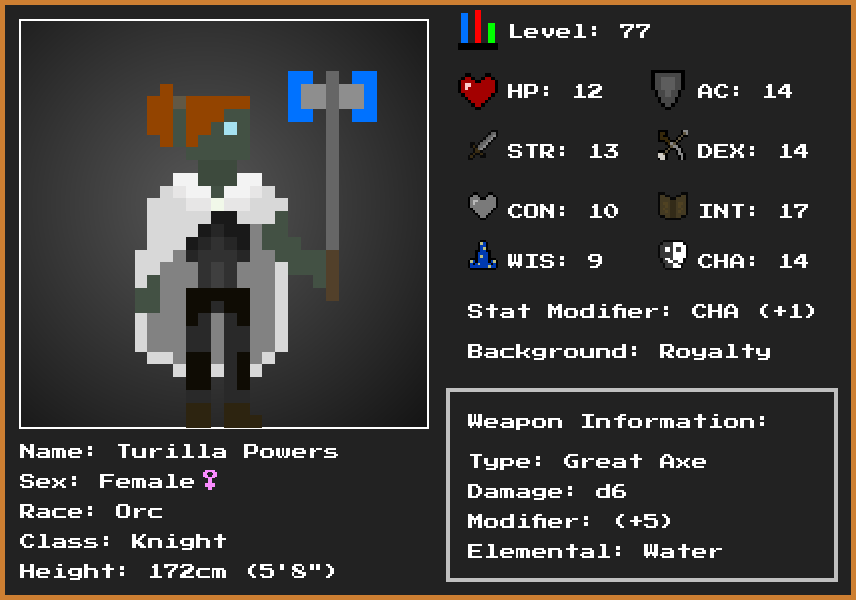 Level: 77
HP: 12
AC: 14
STR: 13
DEX: 14
CON: 10
INT: 17
WIS: 9
CHA: 14
Stat Modifier: CHA (+1)
Background: Royalty
Weapon Information:
Type: Great Axe
Damage: d6
Modifier: (+5)
Elemental: Water
Name: Turilla Powers
Sex: Female♀
Race: Orc
Class: Knight
Height: 172cm (5'8")